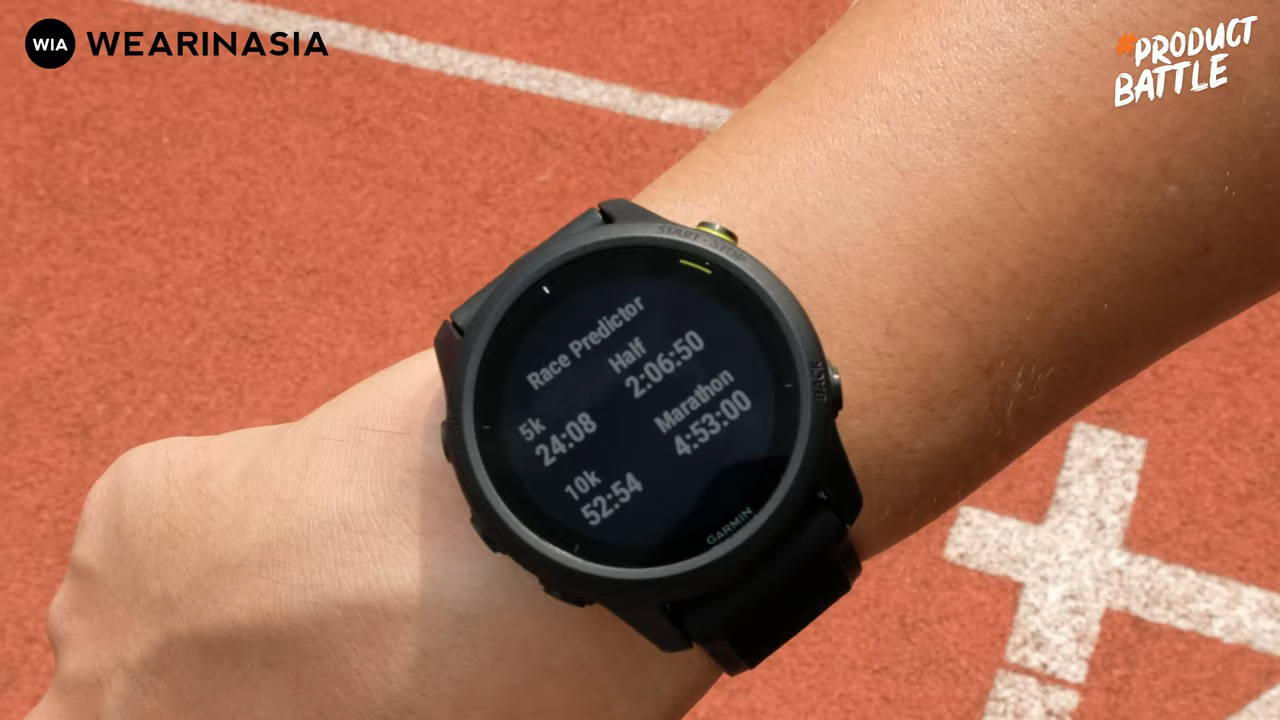 WIA WEARINASIA
#PRODUCT
BATTLE
START·STOP
Race Predictor
5k
24:08
10k
52:54
Half
2:06:50
Marathon
4:53:00
BACK
GARMIN